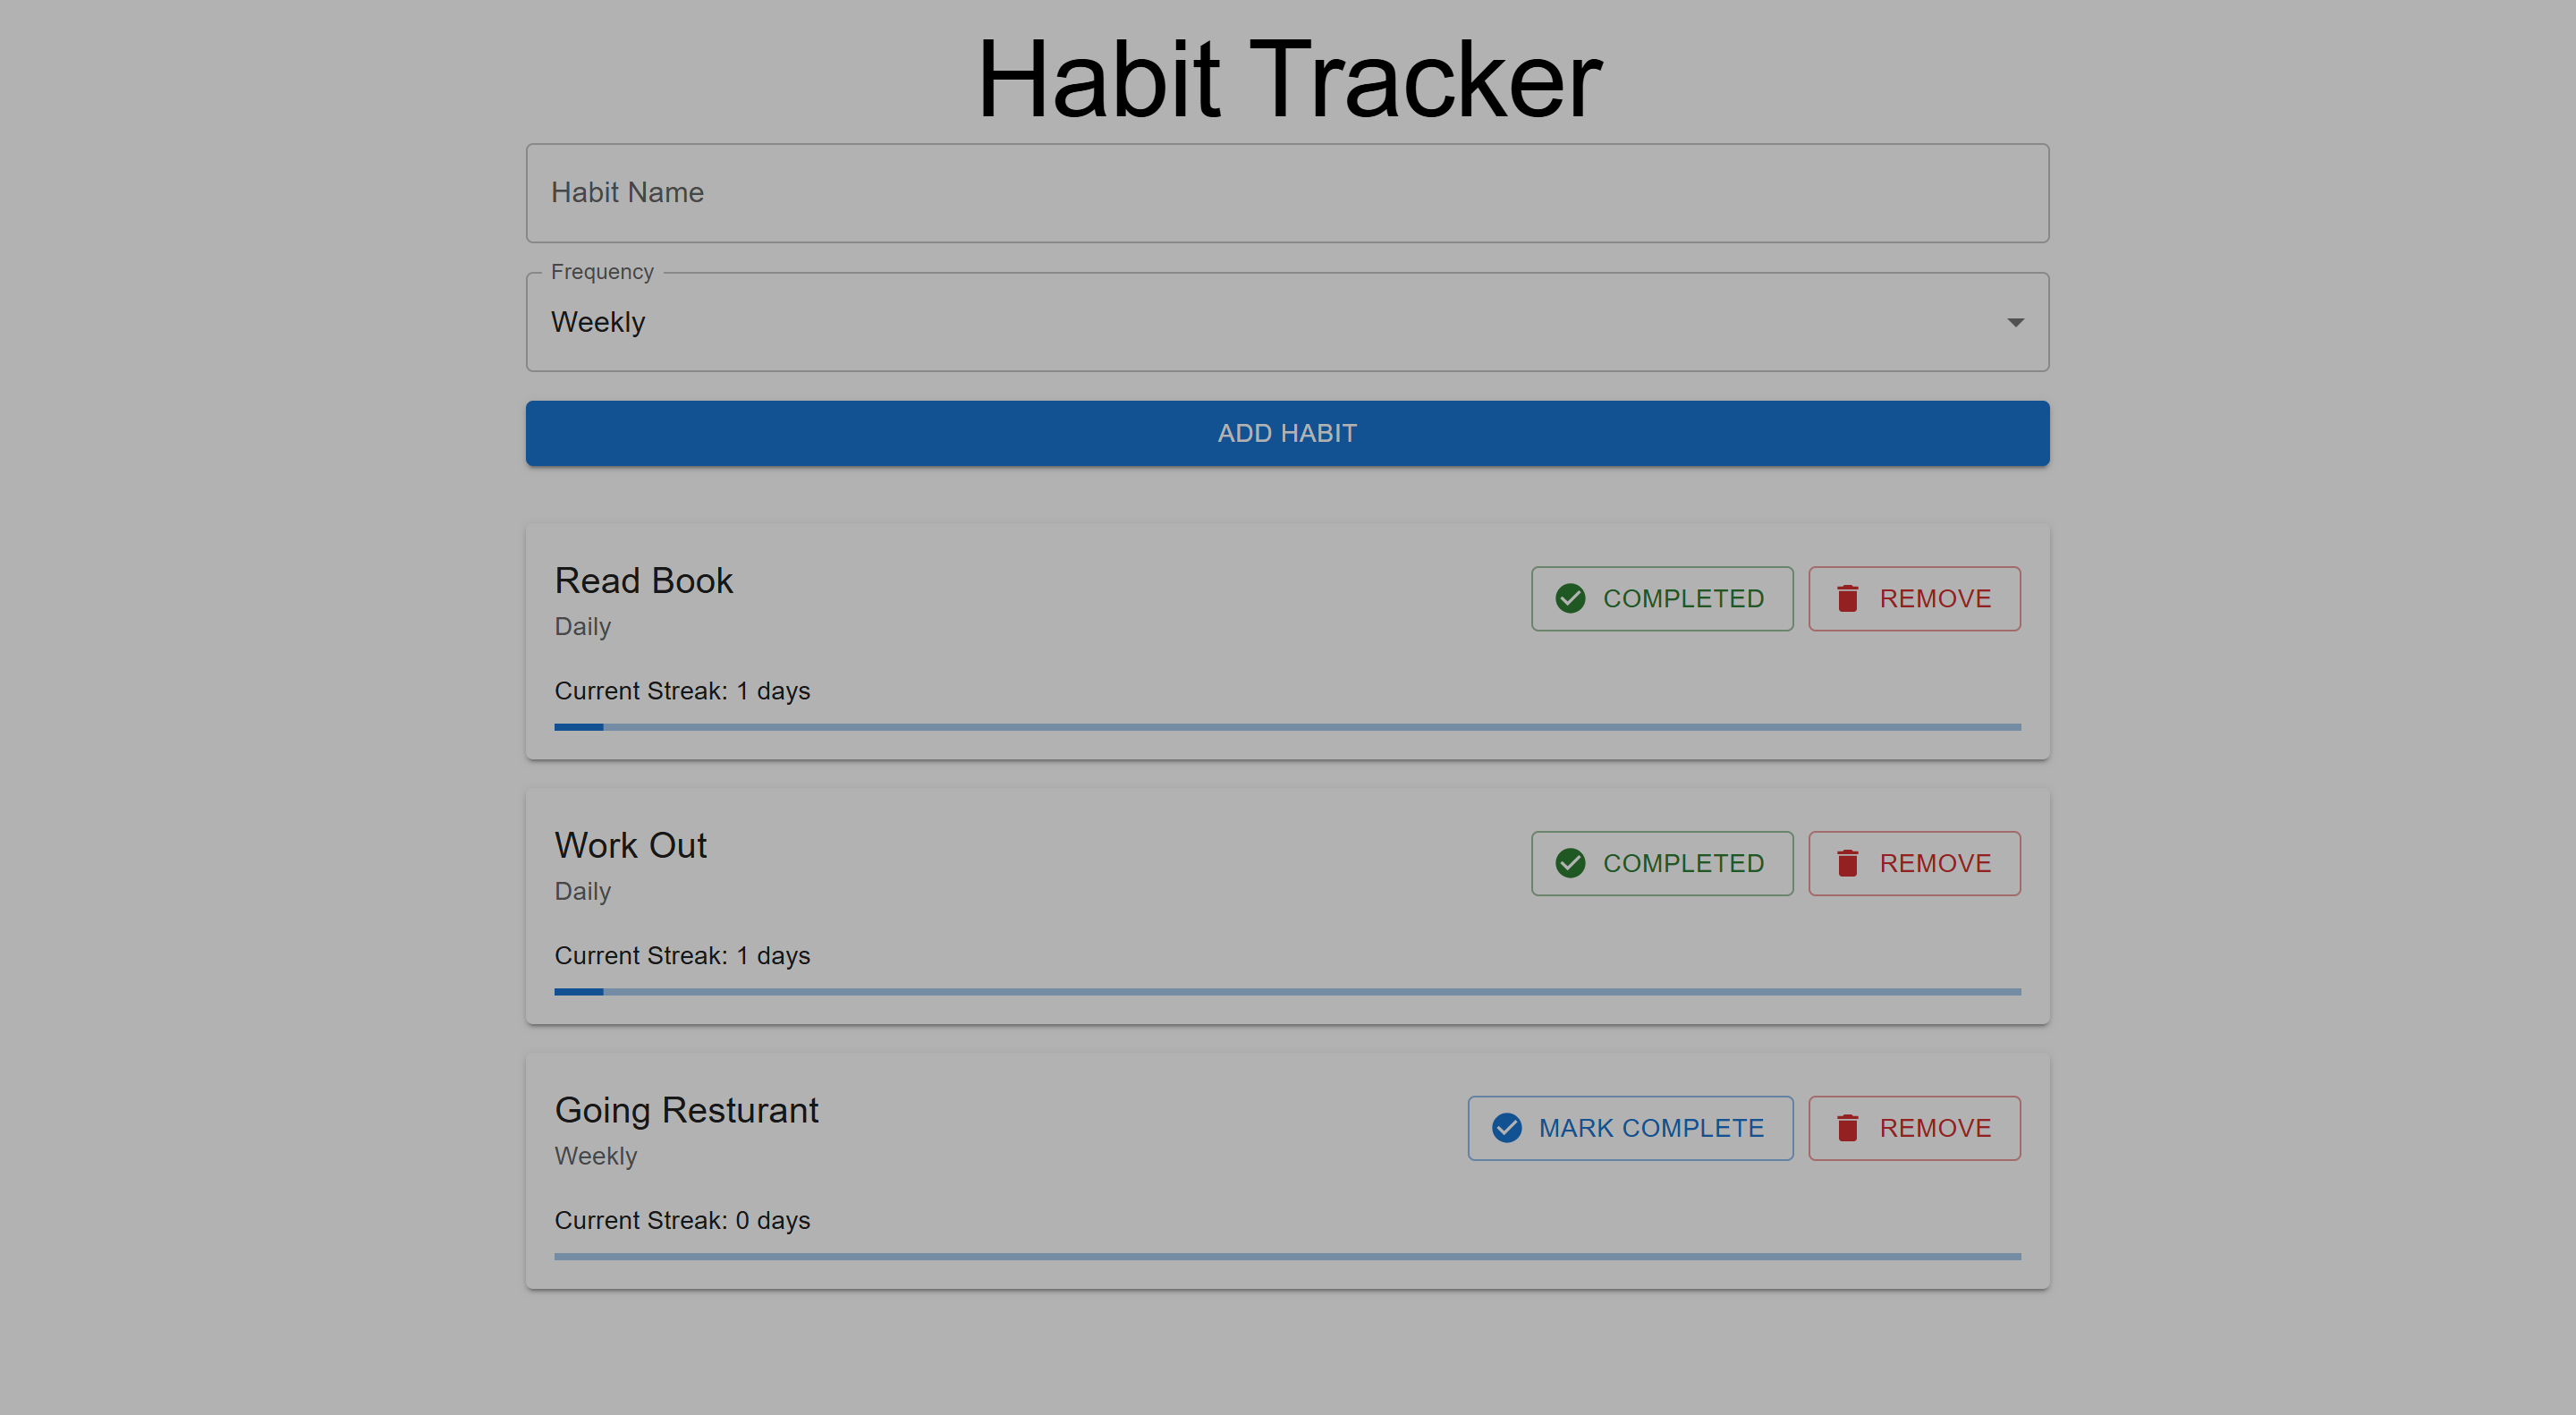 Habit Tracker
Habit Name
Frequency
Weekly
ADD HABIT
Read Book
COMPLETED
REMOVE
Daily
Current Streak: 1 days
Work Out
COMPLETED
REMOVE
Daily
Current Streak: 1 days
Going Resturant
MARK COMPLETE
REMOVE
Weekly
Current Streak: 0 days